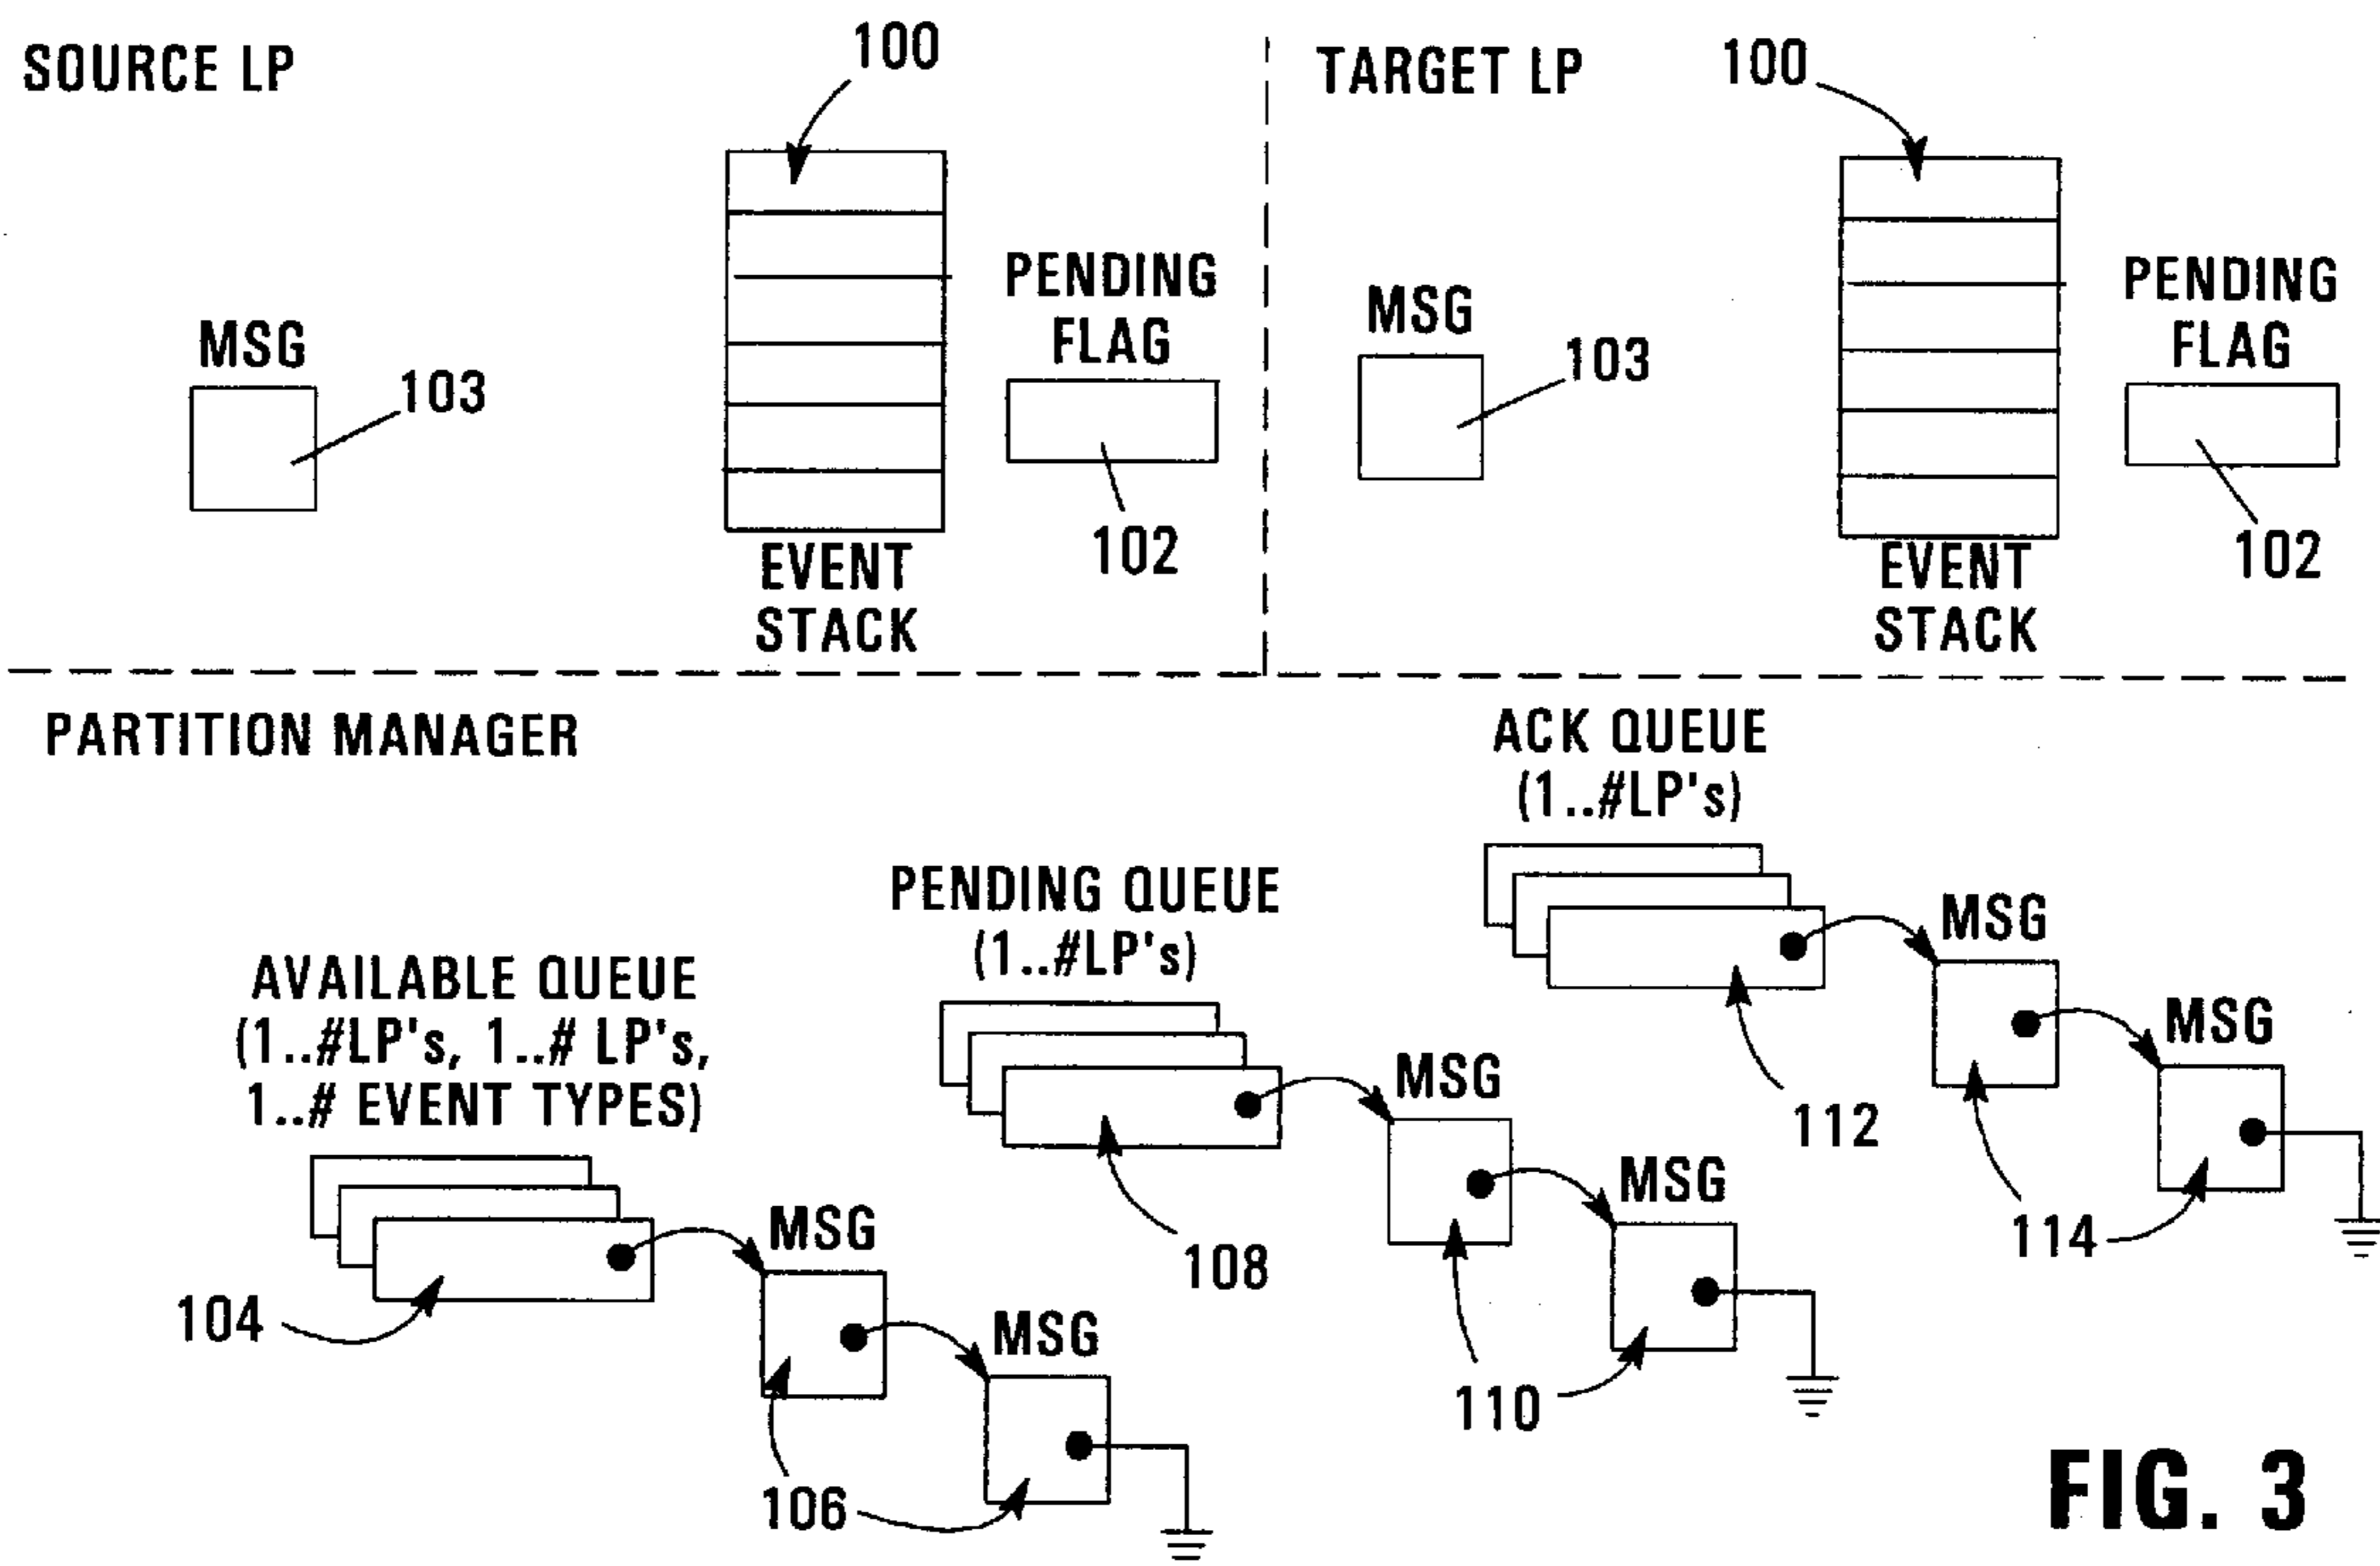 SOURCE LP
100
MSG
103
PENDING
FLAG
102
EVENT
STACK
TARGET LP
100
MSG
103
PENDING
FLAG
102
EVENT
STACK
PARTITION MANAGER
ACK QUEUE
(1..#LP's)
MSG
MSG
112
114
PENDING QUEUE
(1..#LP's)
MSG
MSG
108
110
AVAILABLE QUEUE
(1..#LP's, 1..# LP's,
1..# EVENT TYPES)
MSG
MSG
104
106
FIG. 3